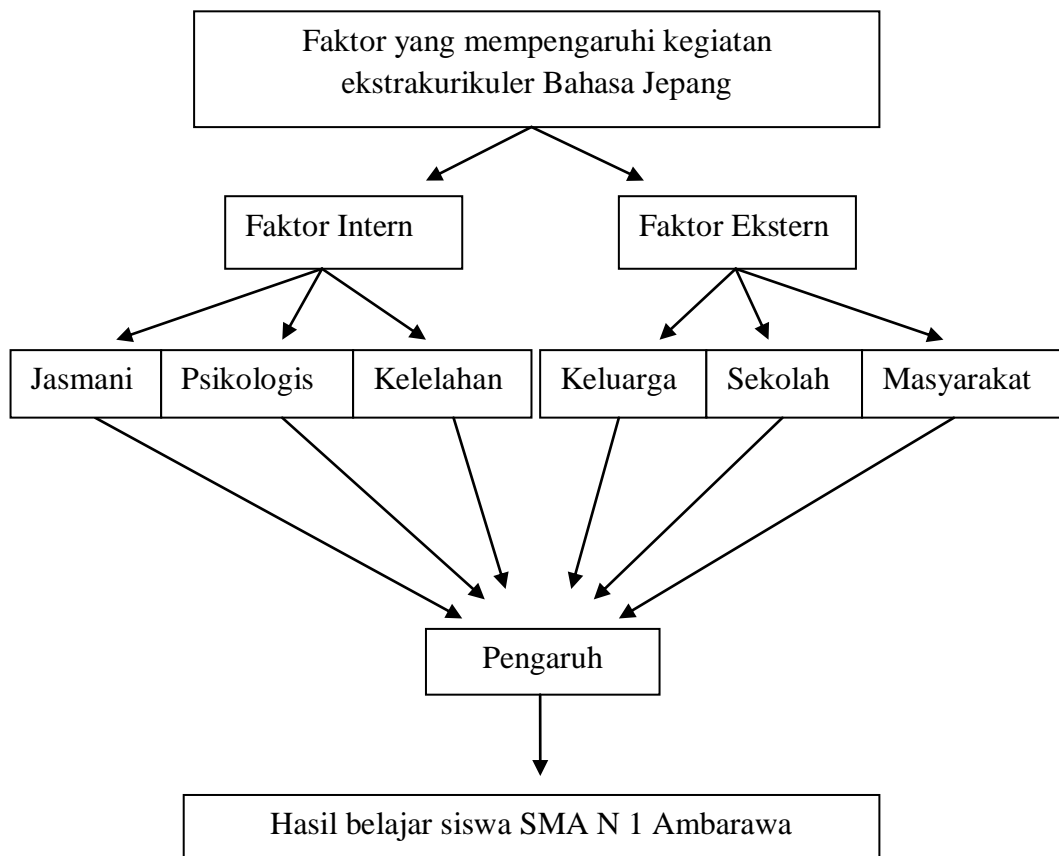 Faktor yang mempengaruhi kegiatan
ekstrakurikuler Bahasa Jepang
Faktor Intern
Faktor Ekstern
Jasmani
Psikologis
Kelelahan
Keluarga
Sekolah
Masyarakat
Pengaruh
Hasil belajar siswa SMA N 1 Ambarawa